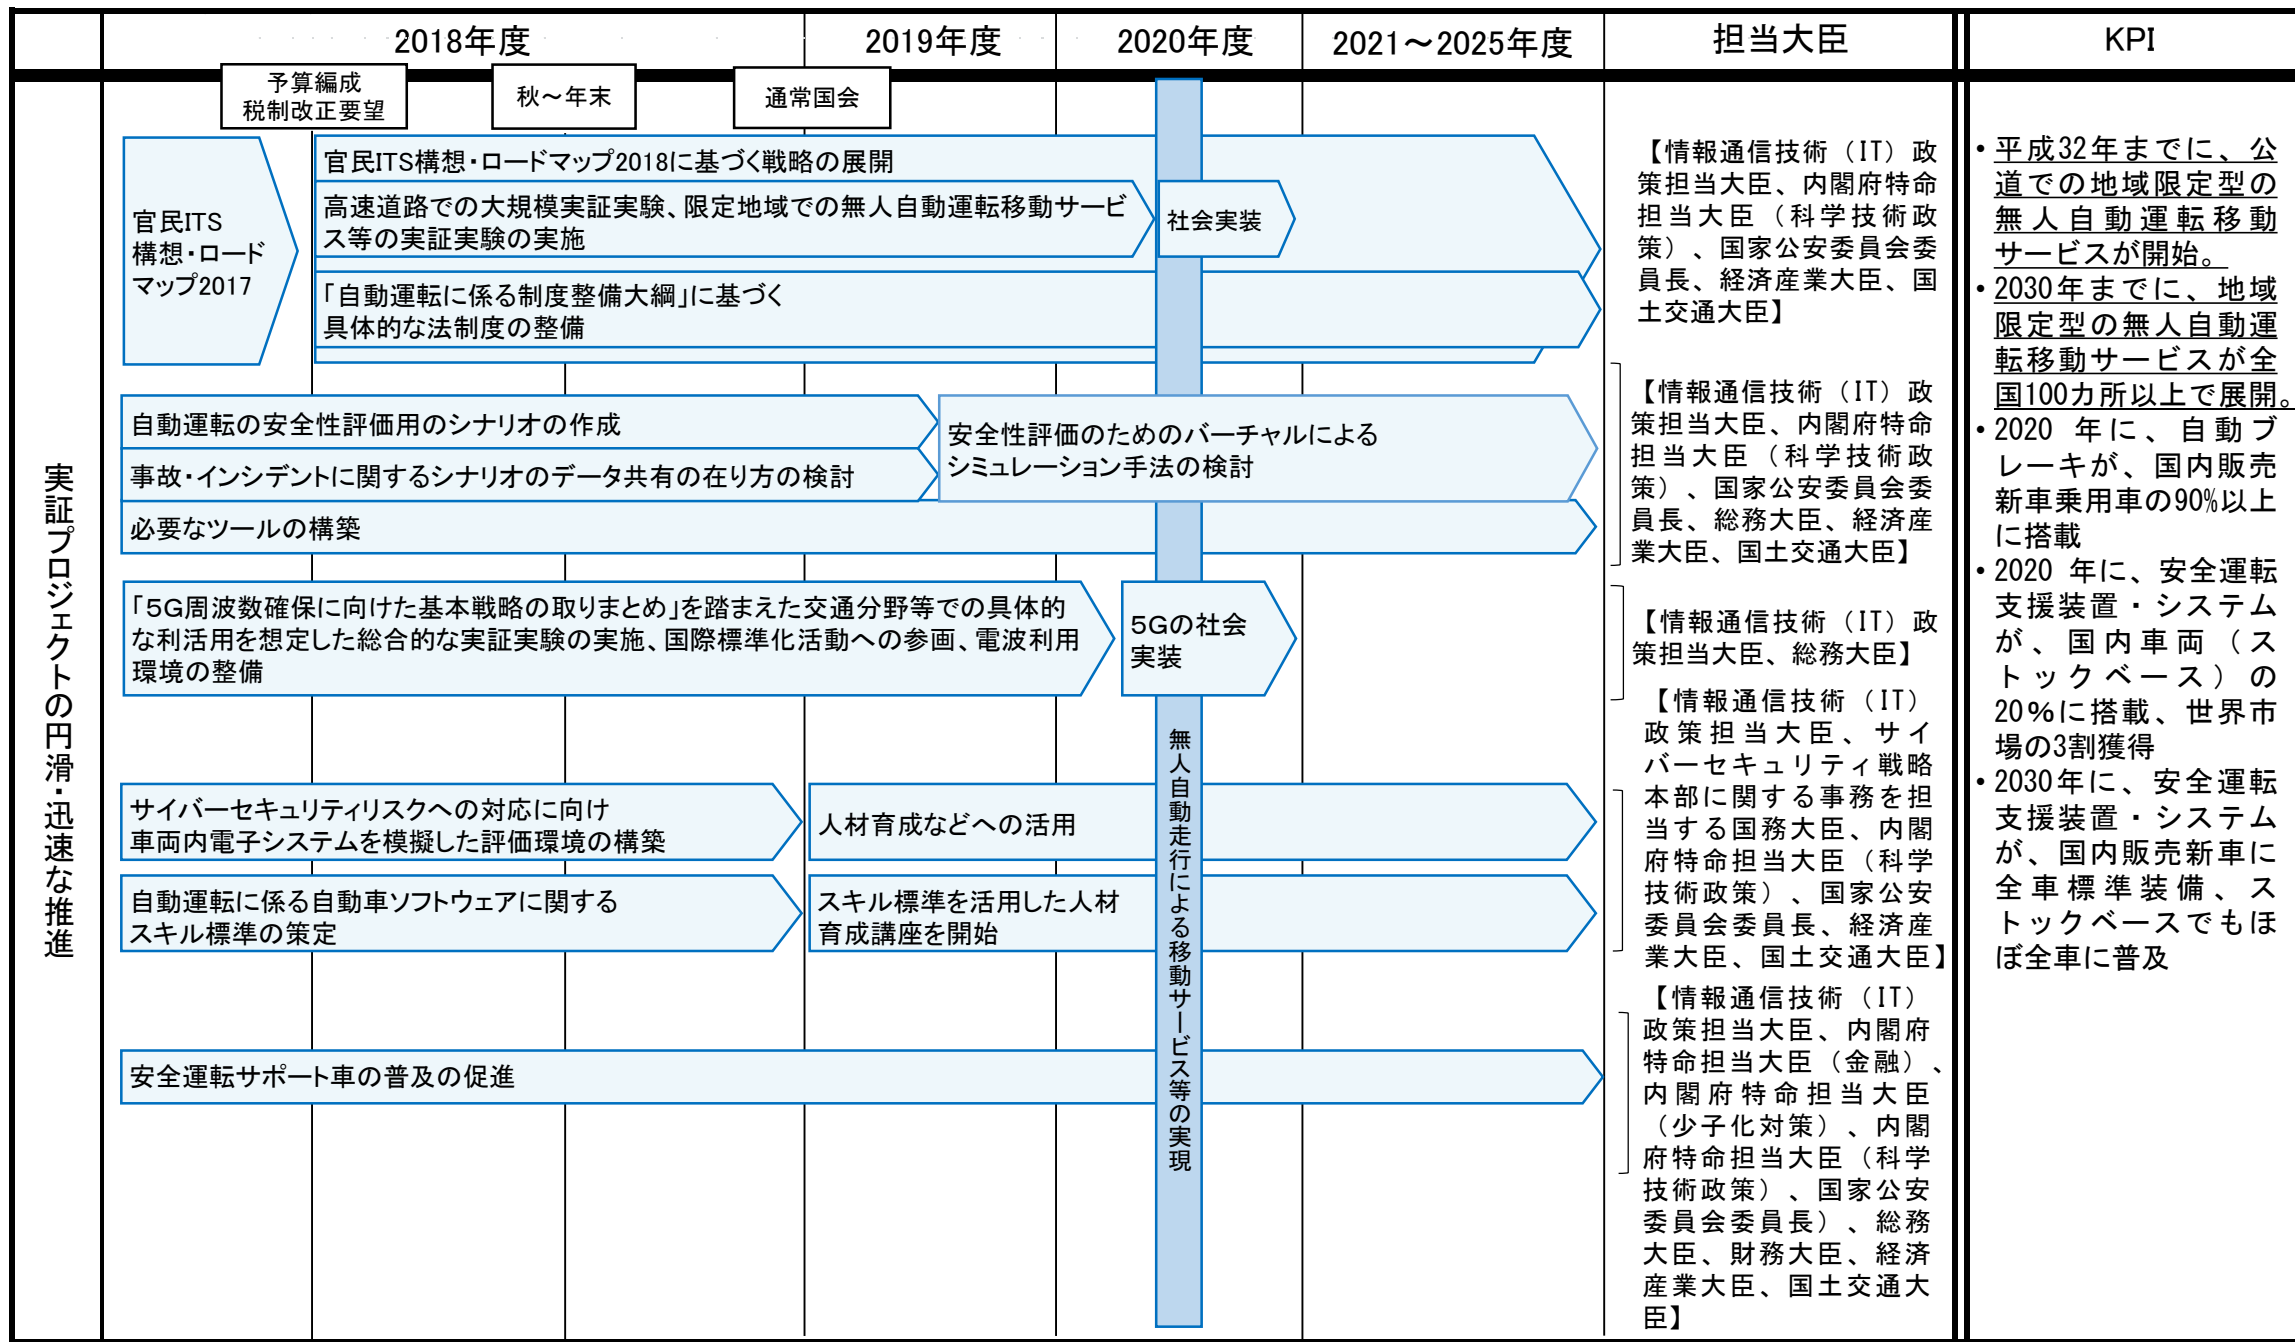 2018年度
2019年度
2020年度
2021～2025年度
担当大臣
KPI
予算編成
税制改正要望
秋～年末
通常国会
実証プロジェクトの円滑・迅速な推進
官民ITS
構想・ロード
マップ2017
官民ITS構想・ロードマップ2018に基づく戦略の展開
高速道路での大規模実証実験、限定地域での無人自動運転移動サービ
ス等の実証実験の実施
社会実装
「自動運転に係る制度整備大綱」に基づく
具体的な法制度の整備
自動運転の安全性評価用のシナリオの作成
事故・インシデントに関するシナリオのデータ共有の在り方の検討
安全性評価のためのバーチャルによる
シミュレーション手法の検討
必要なツールの構築
「5G周波数確保に向けた基本戦略の取りまとめ」を踏まえた交通分野等での具体的
な利活用を想定した総合的な実証実験の実施、国際標準化活動への参画、電波利用
環境の整備
5Gの社会
実装
サイバーセキュリティリスクへの対応に向け
車両内電子システムを模擬した評価環境の構築
人材育成などへの活用
自動運転に係る自動車ソフトウェアに関する
スキル標準の策定
スキル標準を活用した人材
育成講座を開始
安全運転サポート車の普及の促進
無人自動走行による移動サービス等の実現
【情報通信技術（IT）政
策担当大臣、内閣府特命
担当大臣（科学技術政
策）、国家公安委員会委
員長、経済産業大臣、国
土交通大臣】
【情報通信技術（IT）政
策担当大臣、内閣府特命
担当大臣（科学技術政
策）、国家公安委員会委
員長、総務大臣、経済産
業大臣、国土交通大臣】
【情報通信技術（IT）政
策担当大臣、総務大臣】
【情報通信技術（IT）
政策担当大臣、サイ
バーセキュリティ戦略
本部に関する事務を担
当する国務大臣、内閣
府特命担当大臣（科学
技術政策）、国家公安
委員会委員長、経済産
業大臣、国土交通大臣】
【情報通信技術（IT）
政策担当大臣、内閣府
特命担当大臣（金融）、
内閣府特命担当大臣
（少子化対策）、内閣
府特命担当大臣（科学
技術政策）、国家公安
委員会委員長）、総務
大臣、財務大臣、経済
産業大臣、国土交通大
臣】
・平成32年までに、公
道での地域限定型の
無人自動運転移動
サービスが開始。
・2030年までに、地域
限定型の無人自動運
転移動サービスが全
国100カ所以上で展開。
・2020 年に、自動ブ
レーキが、国内販売
新車乗用車の90%以上
に搭載
・2020 年に、安全運転
支援装置・システム
が、国内車両（ス
トックベース）の
20％に搭載、世界市
場の3割獲得
・2030年に、安全運転
支援装置・システム
が、国内販売新車に
全車標準装備、ス
トックベースでもほ
ぼ全車に普及